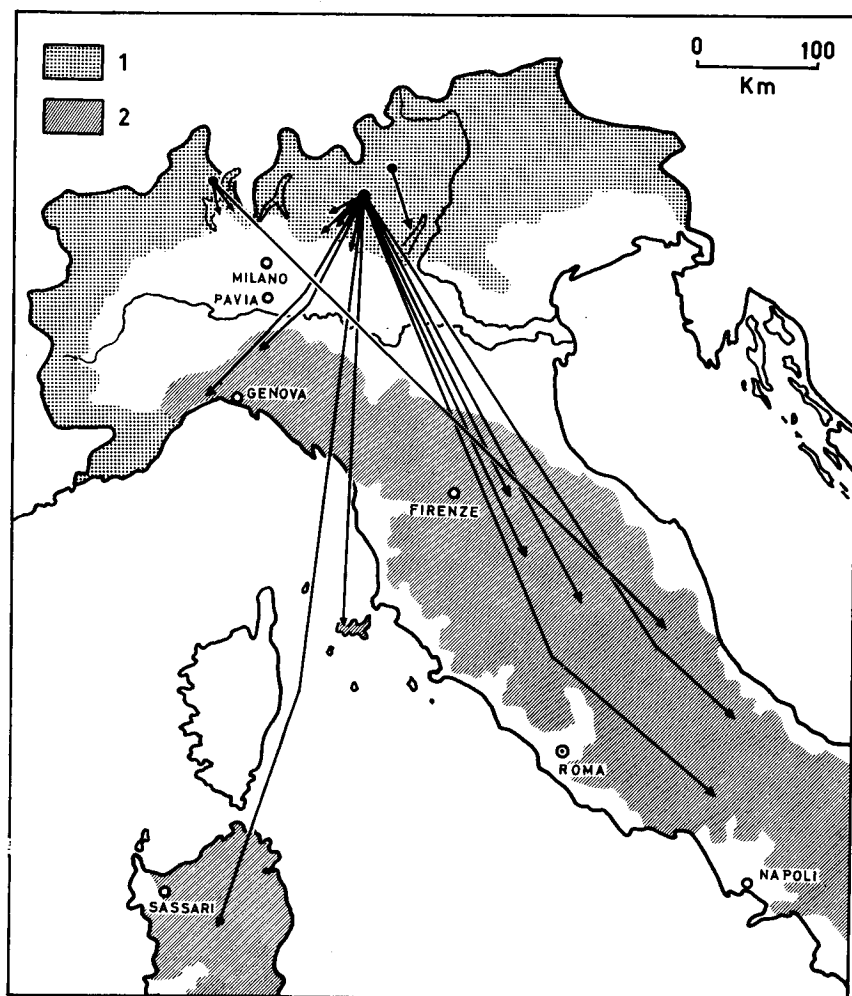 1
2
0 100
Km
MILANO
PAVIA
GENOVA
FIRENZE
ROMA
NAPOLI
SASSARI